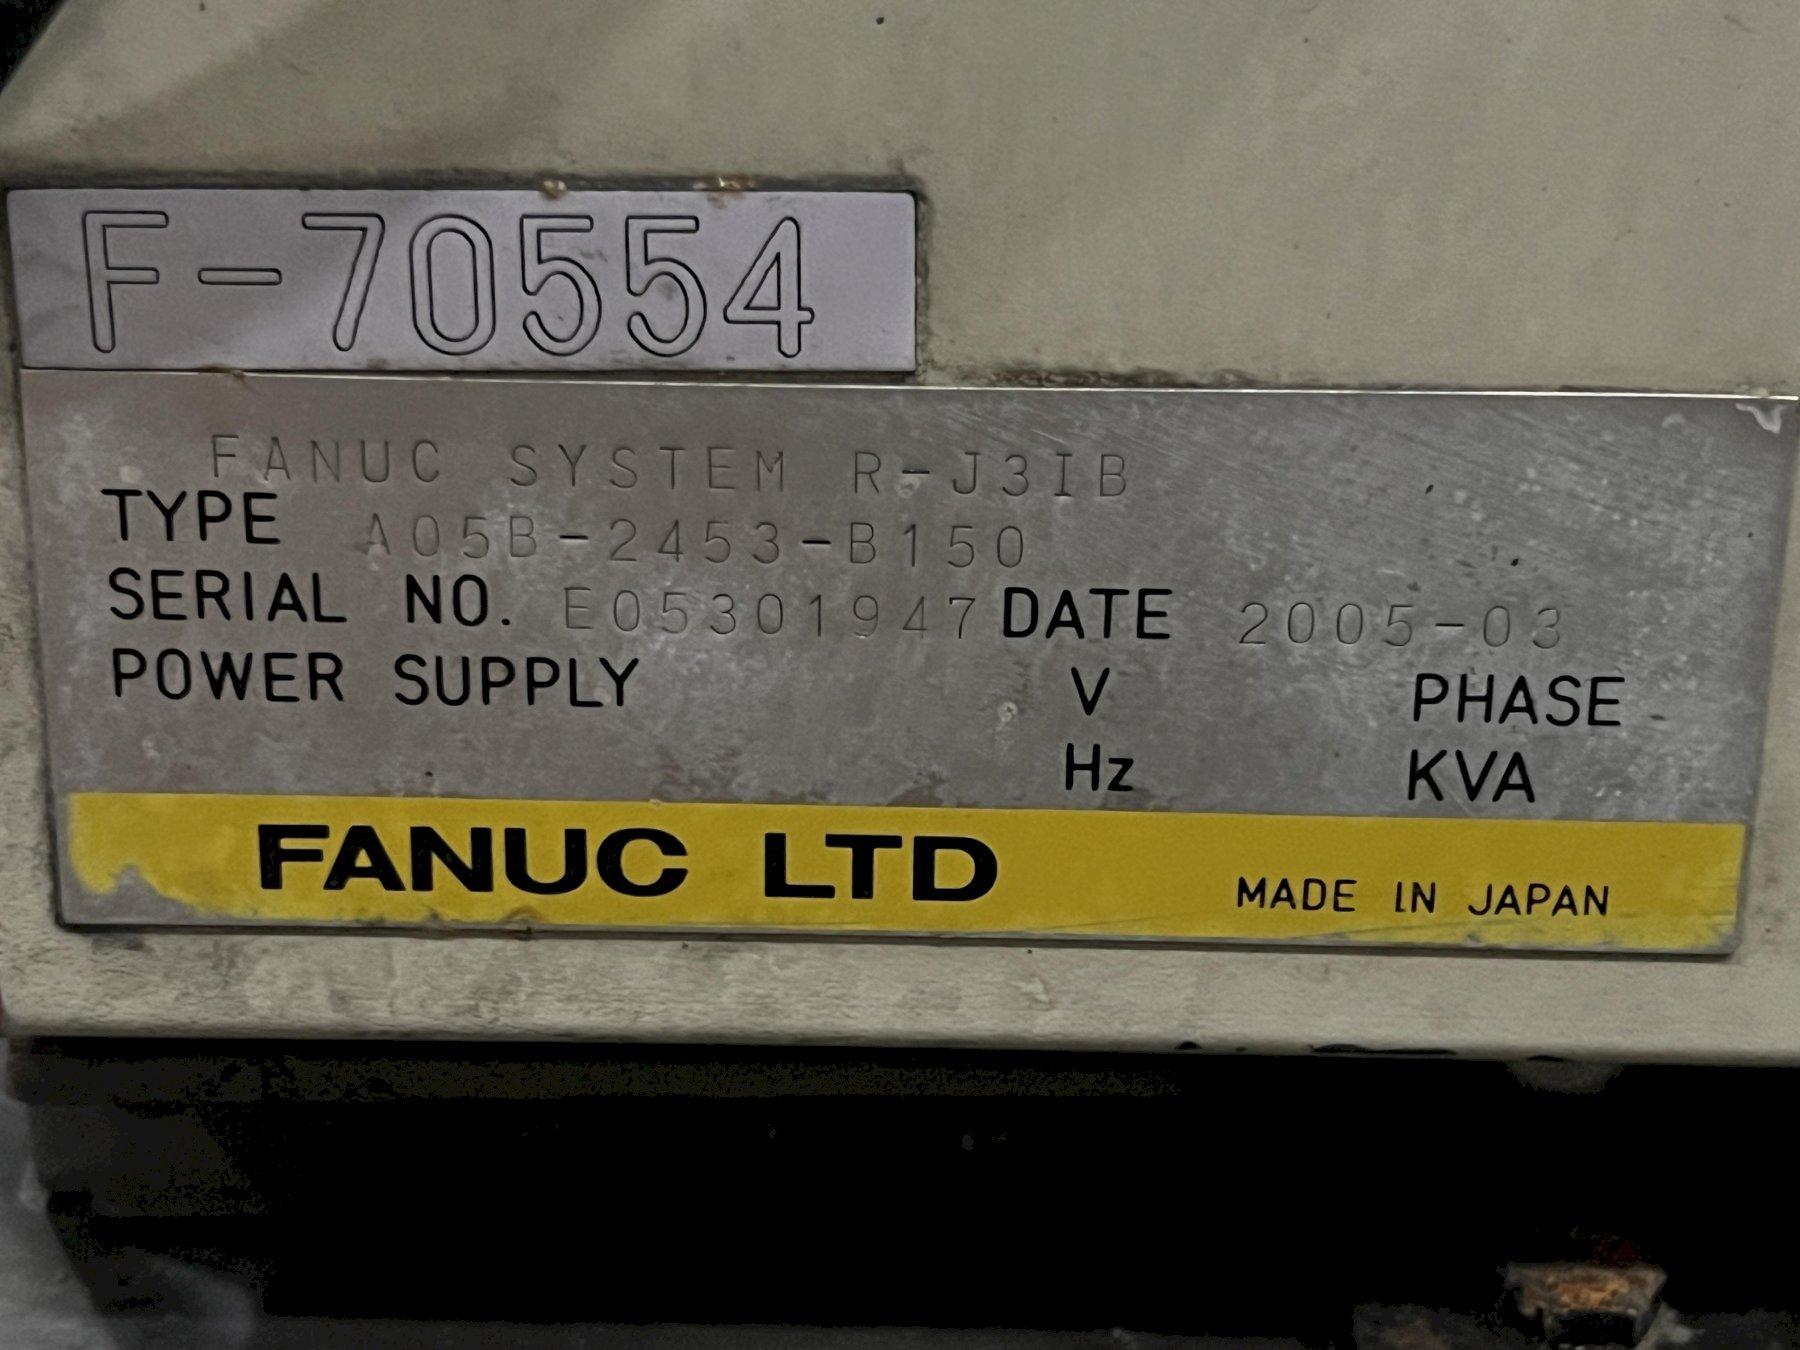 F-70554
FANUC SYSTEM R-J3IB
TYPE A05B-2453-B150
SERIAL NO. E05301947 DATE 2005-03
POWER SUPPLY V PHASE
Hz KVA
FANUC LTD MADE IN JAPAN